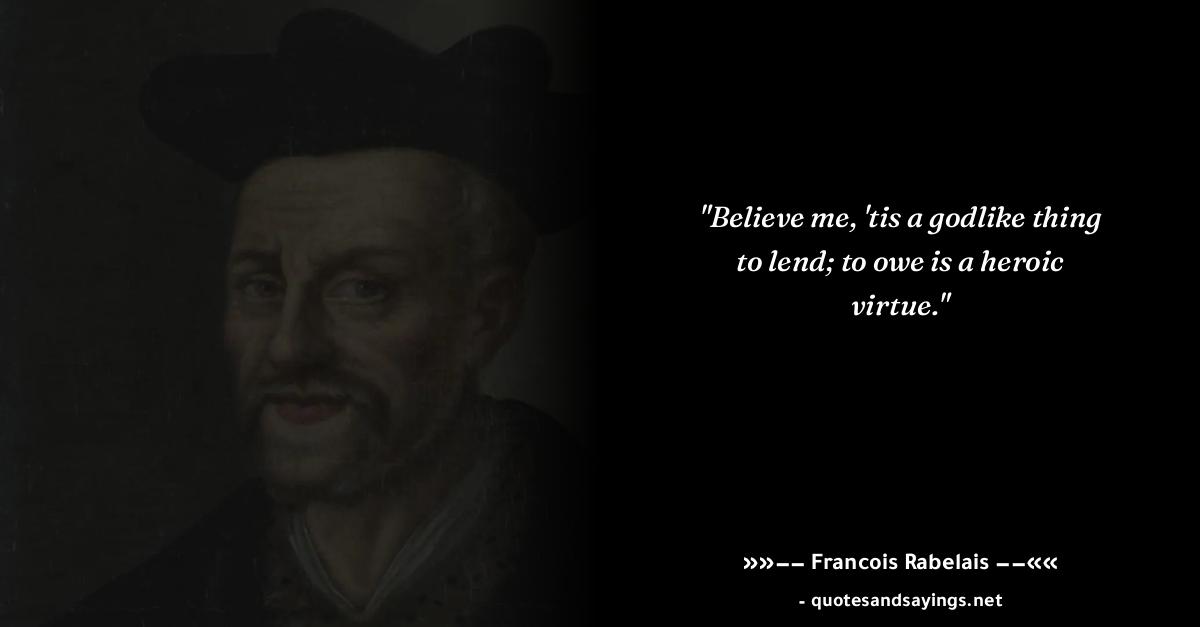 "Believe me, 'tis a godlike thing
to lend; to owe is a heroic
virtue."
»»−− Francois Rabelais −−««
- quotesandsayings.net